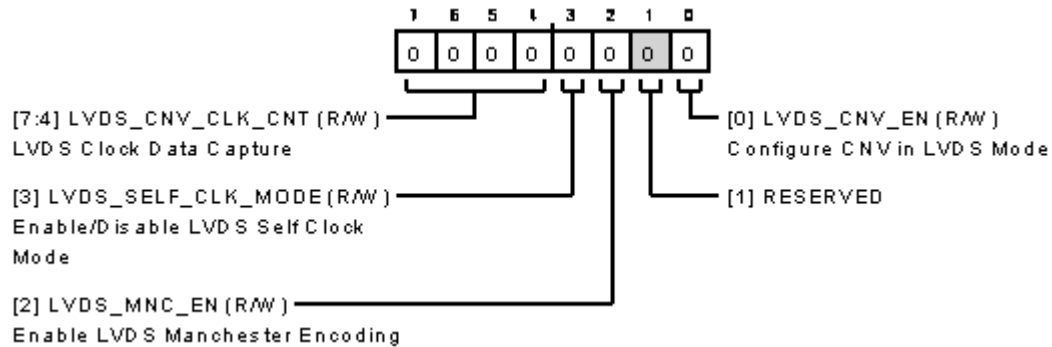 7 6 5 4 3 2 1 0
0 0 0 0 0 0 0 0
[7:4] LVDS_CNV_CLK_CNT (R/W)
LVDS Clock Data Capture
[0] LVDS_CNV_EN (R/W)
Configure CNV in LVDS Mode
[3] LVDS_SELF_CLK_MODE (R/W)
Enable/Disable LVDS Self Clock
Mode
[1] RESERVED
[2] LVDS_MNC_EN (R/W)
Enable LVDS Manchester Encoding